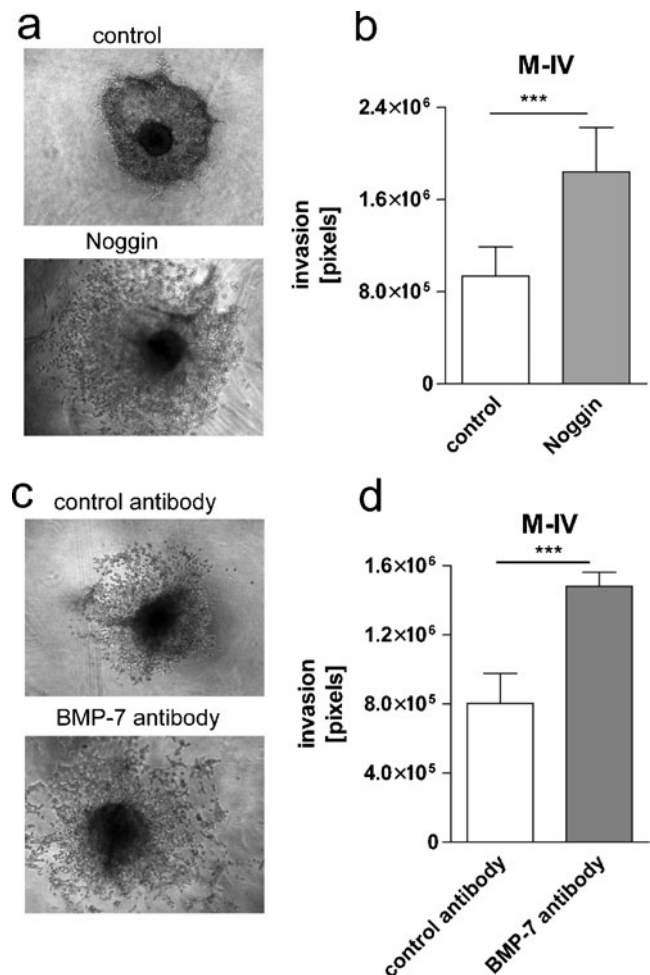 a
control
Noggin
b
M-IV
***
invasion
[pixels]
2.4×10⁶
1.6×10⁶
8.0×10⁵
0
control
Noggin
c
control antibody
BMP-7 antibody
d
M-IV
***
invasion
[pixels]
1.6×10⁶
1.2×10⁶
8.0×10⁵
4.0×10⁵
0
control antibody
BMP-7 antibody